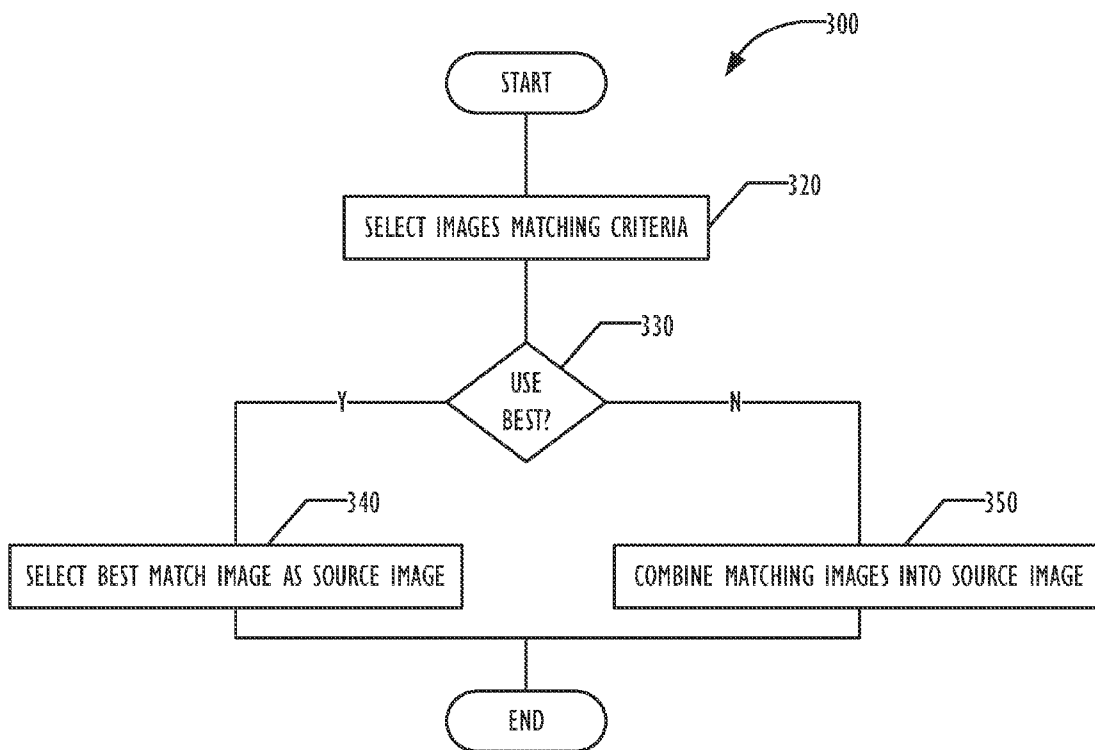 300
START
320
SELECT IMAGES MATCHING CRITERIA
330
USE
BEST?
Y
N
340
350
SELECT BEST MATCH IMAGE AS SOURCE IMAGE
COMBINE MATCHING IMAGES INTO SOURCE IMAGE
END